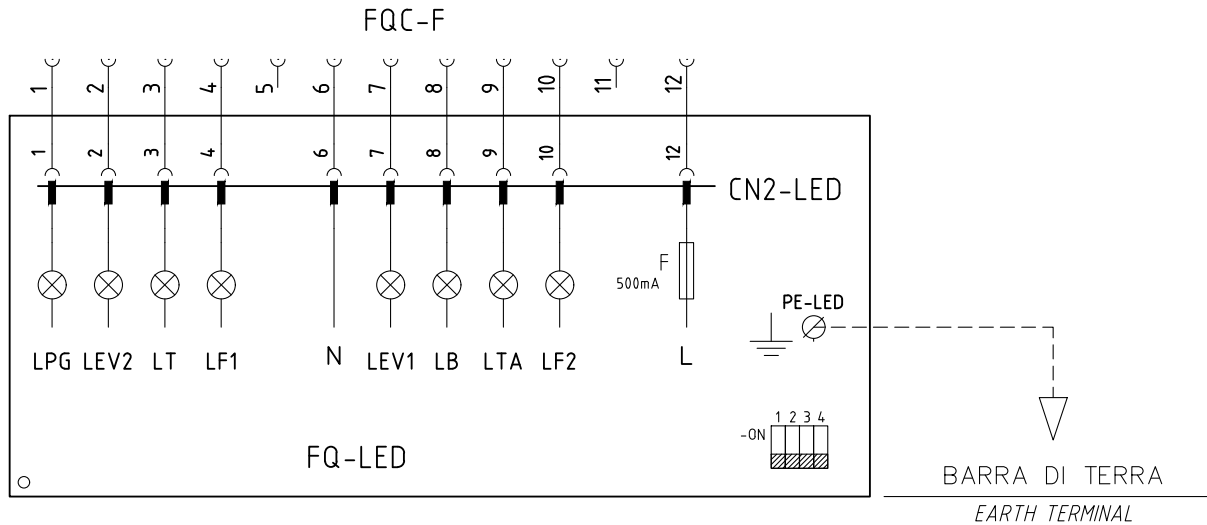 FQC-F
1 2 3 4 5 6 7 8 9 10 11 12
1 2 3 4 6 7 8 9 10 12
CN2-LED
F
500mA
PE-LED
LPG LEV2 LT LF1 N LEV1 LB LTA LF2 L
1 2 3 4
-ON
FQ-LED
BARRA DI TERRA
EARTH TERMINAL